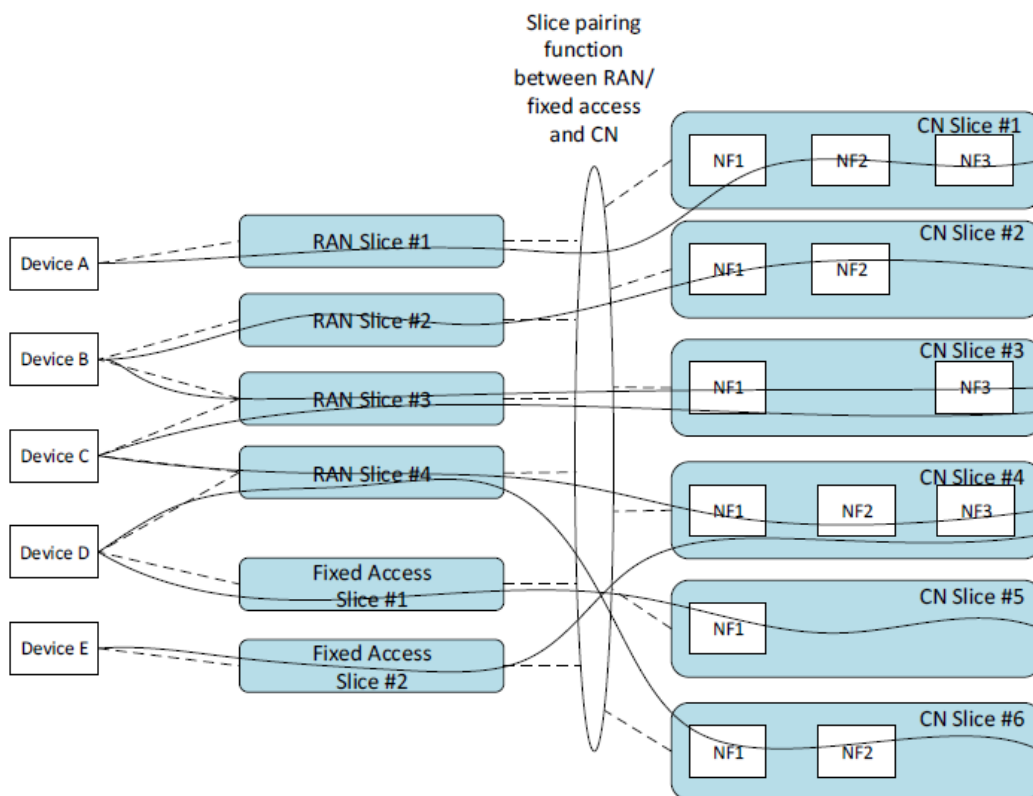 Slice pairing
function
between RAN/
fixed access
and CN
Device A
Device B
Device C
Device D
Device E
RAN Slice #1
RAN Slice #2
RAN Slice #3
RAN Slice #4
Fixed Access
Slice #1
Fixed Access
Slice #2
CN Slice #1
NF1
NF2
NF3
CN Slice #2
NF1
NF2
CN Slice #3
NF1
NF3
CN Slice #4
NF1
NF2
NF3
CN Slice #5
NF1
CN Slice #6
NF1
NF2